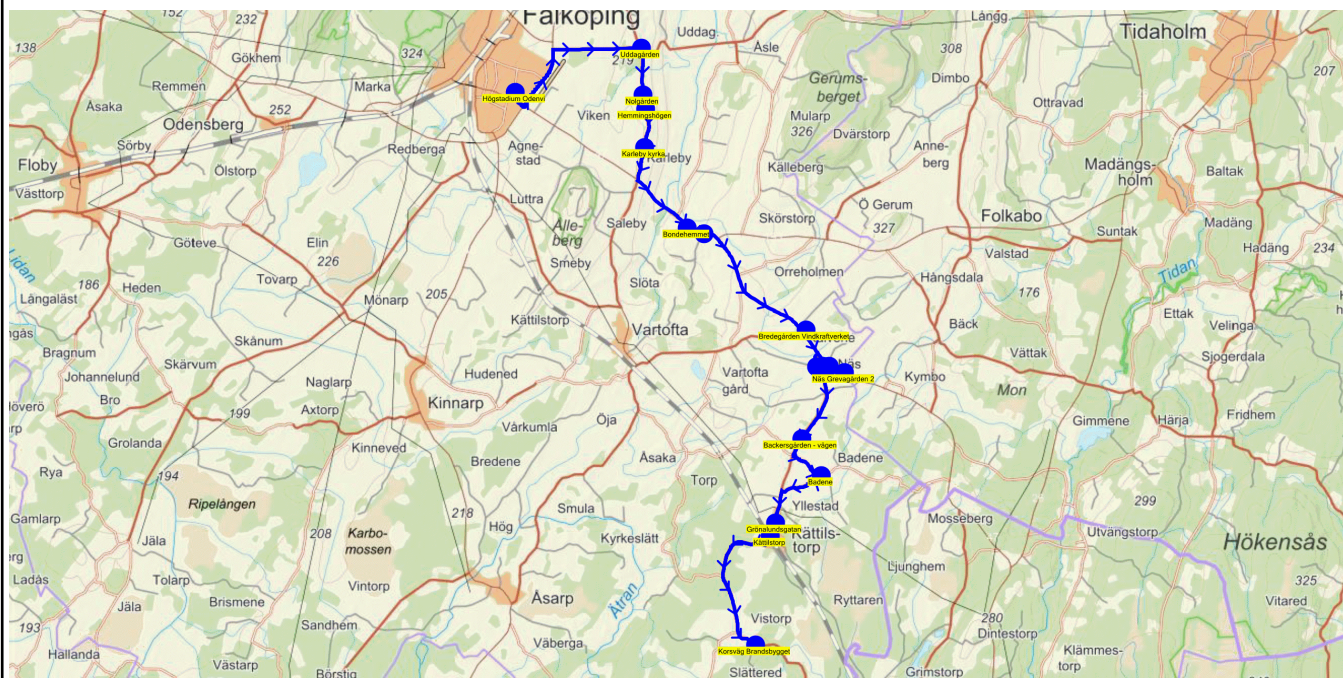 Falköping
Tidaholm
152
232
Gökhem
324
Marka
Uddag.
Åsle
Långg.
308
138
Remmen
Åsaka
252
Odensberg
Sörby
Floby
Västtorp
Ölstorp
Redberga
Högstadium Odenvi
Uddagården
219
Nolgården
Hemmingshögen
Viken
Agne-
stad
Karleby kyrka
Karleby
Luttra
Ålle-
berg
Saleby
Smeby
Slöta
Bondehemmet
Gerums-
berget
Mularp
326
Dvärstorp
Dimbo
Ottravad
207
Anne-
berg
Källeberg
Ö Gerum
327
Skörstorp
Folkabo
Madängs-
holm
Baltak
Madäng
Suntak
Hadäng
234
Valstad
Orreholmen
Hångsdala
176
Tidan
Ettak
Velinga
Lidan
Göteve
Elin
226
Tovarp
186
Heden
Långaläst
Mönarp
205
Kättilstorp
Vartofta
Bredegården Vindkraftverket
Näs
Näs Grevagården 2
Bäck
Vättak
Sjogerdala
Bragnum
Skärvum
Skånum
Johannelund
Bro
Naglarp
Hudened
Kinnarp
Vartofta
gård
Kymbo
Mon
Gimmene
Härja
Fridhem
199
Axtorp
Grolanda
Kinneved
Vårkumla
Öja
Bredene
Åsaka
Backersgården - vägen
Badene
Badene
Rya
194
Ripelången
Torp
Yllestad
Mosseberg
299
Gamlarp
Jäla
208
Karbo-
mossen
218
Hög
Smula
Kyrkeslätt
Grönalundsgatan
Kättilstorp
Kättils-
torp
Utvängstorp
Hökensås
Ladås
Tolarp
Vintorp
Ljunghem
325
Jäla
Brismene
Åsarp
Ätran
Vistorp
Ryttaren
280
Vitared
193
Sandhem
Dintestorp
Hallanda
Västarp
Börstig
Väberga
Korsväg Brandsbygget
Slättered
Grimstorp
Klämmes-
torp